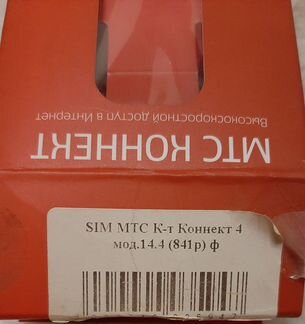 Высокоскоростной доступ в Интернет
МТС КОННЕКТ
SIM МТС К-т Коннект 4
мод.14.4 (841р) ф